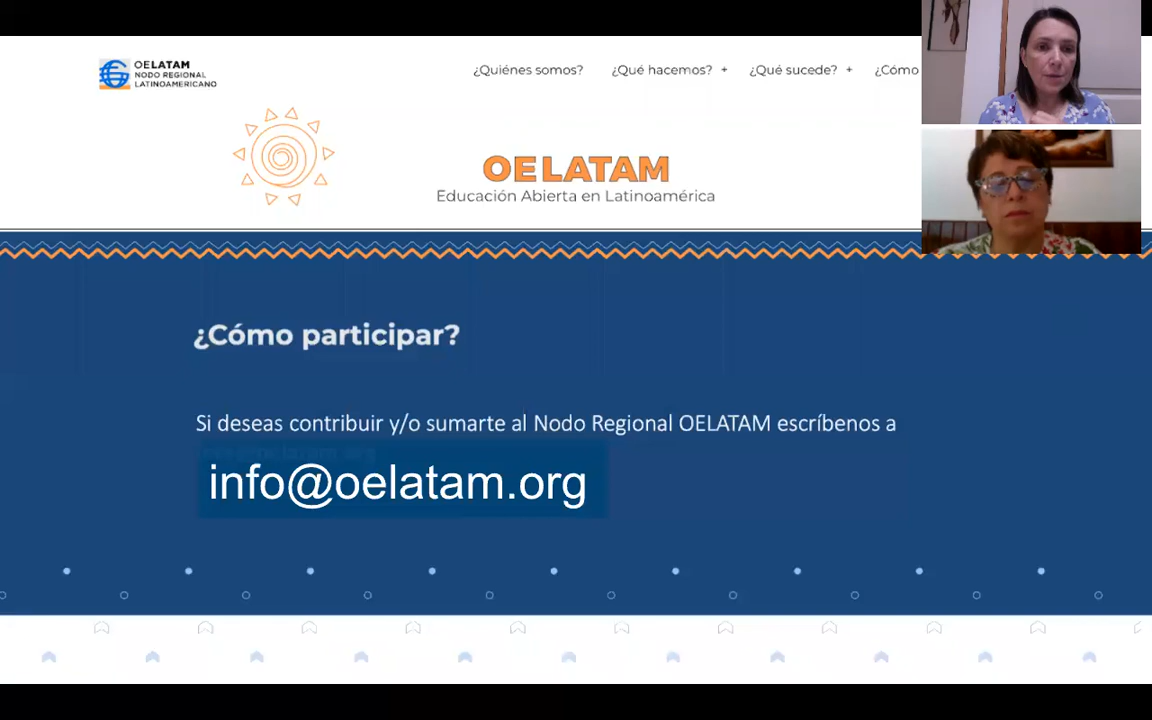 OELATAM
NODO REGIONAL
LATINOAMERICANO
¿Quiénes somos? ¿Qué hacemos? + ¿Qué sucede? + ¿Cómo
OELATAM
Educación Abierta en Latinoamérica
¿Cómo participar?
Si deseas contribuir y/o sumarte al Nodo Regional OELATAM escríbenos a
info@oelatam.org